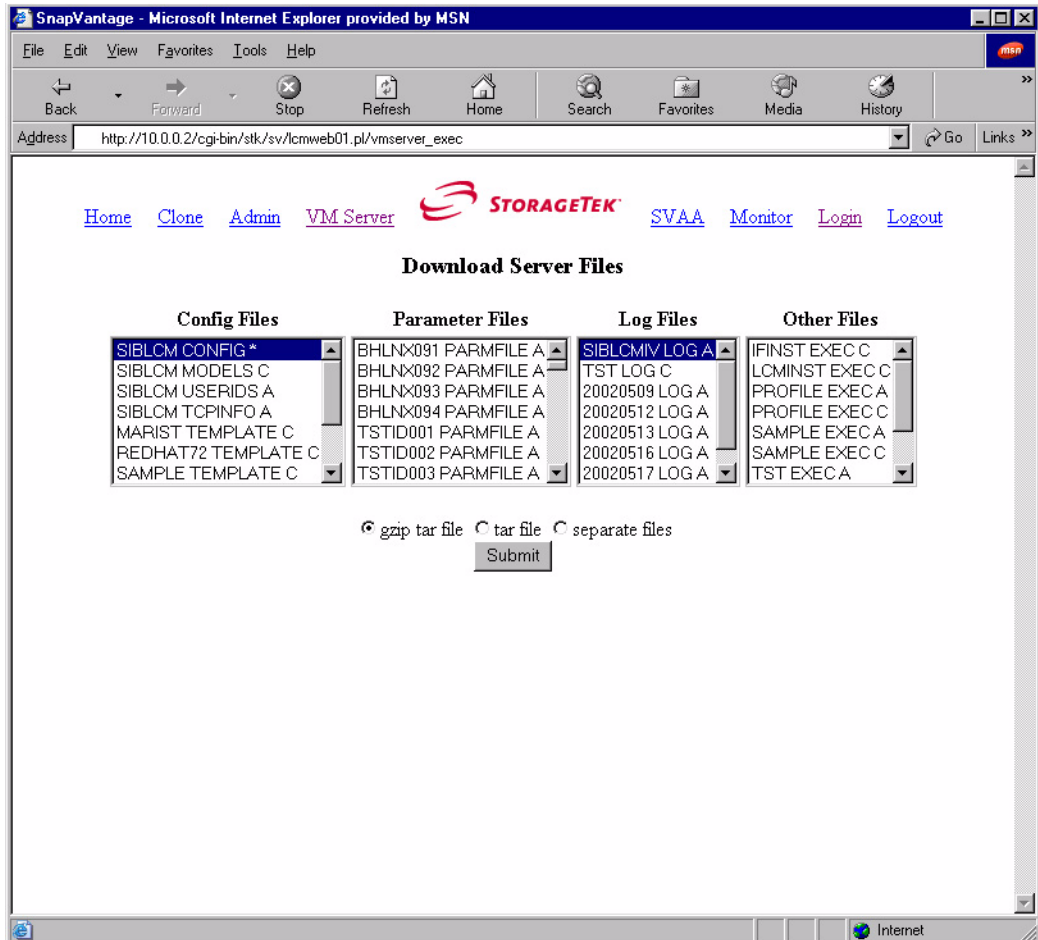 SnapVantage - Microsoft Internet Explorer provided by MSN
File Edit View Favorites Tools Help
msn
Back Forward Stop Refresh Home Search Favorites Media History »
Address http://10.0.0.2/cgi-bin/stk/sv/lcmweb01.pl/vmserver_exec Go Links »
Home Clone Admin VM Server STORAGETEK SVAA Monitor Login Logout
Download Server Files
Config Files Parameter Files Log Files Other Files
SIBLCM CONFIG * BHLNX091 PARMFILE A SIBLCMIV LOG A IFINST EXEC C
SIBLCM MODELS C BHLNX092 PARMFILE A TST LOG C LCMINST EXEC C
SIBLCM USERIDS A BHLNX093 PARMFILE A 20020509 LOG A PROFILE EXEC A
SIBLCM TCPINFO A BHLNX094 PARMFILE A 20020512 LOG A PROFILE EXEC C
MARIST TEMPLATE C TSTID001 PARMFILE A 20020513 LOG A SAMPLE EXEC A
REDHAT72 TEMPLATE C TSTID002 PARMFILE A 20020516 LOG A SAMPLE EXEC C
SAMPLE TEMPLATE C TSTID003 PARMFILE A 20020517 LOG A TST EXEC A
gzip tar file tar file separate files
Submit
Internet